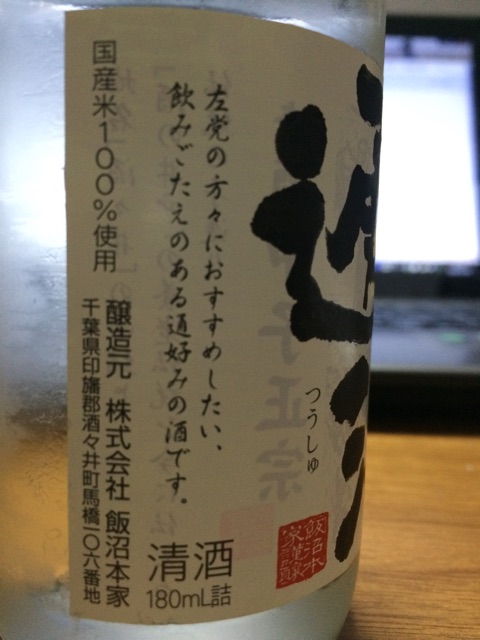 通
つうしゅ
左党の方々におすすめしたい、
飲みごたえのある通好みの酒です。
国産米100%使用
醸造元 株式会社 飯沼本家
千葉県印旛郡酒々井町馬橋一〇六番地
清酒
180mL詰
飯沼本